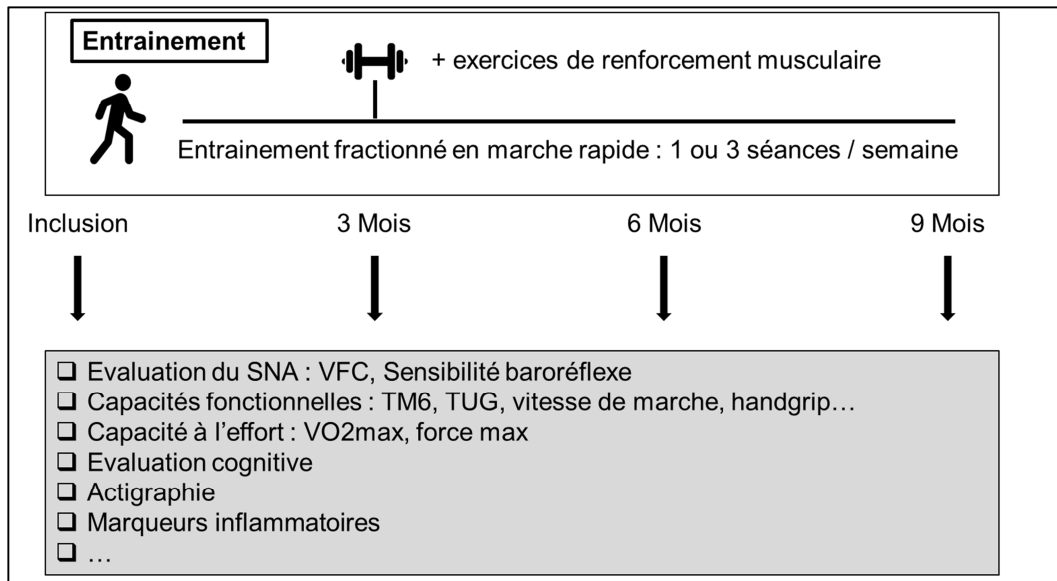 Entrainement
+ exercices de renforcement musculaire
Entrainement fractionné en marche rapide : 1 ou 3 séances / semaine
Inclusion
3 Mois
6 Mois
9 Mois
❑ Evaluation du SNA : VFC, Sensibilité baroréflexe
❑ Capacités fonctionnelles : TM6, TUG, vitesse de marche, handgrip…
❑ Capacité à l’effort : VO2max, force max
❑ Evaluation cognitive
❑ Actigraphie
❑ Marqueurs inflammatoires
❑ …